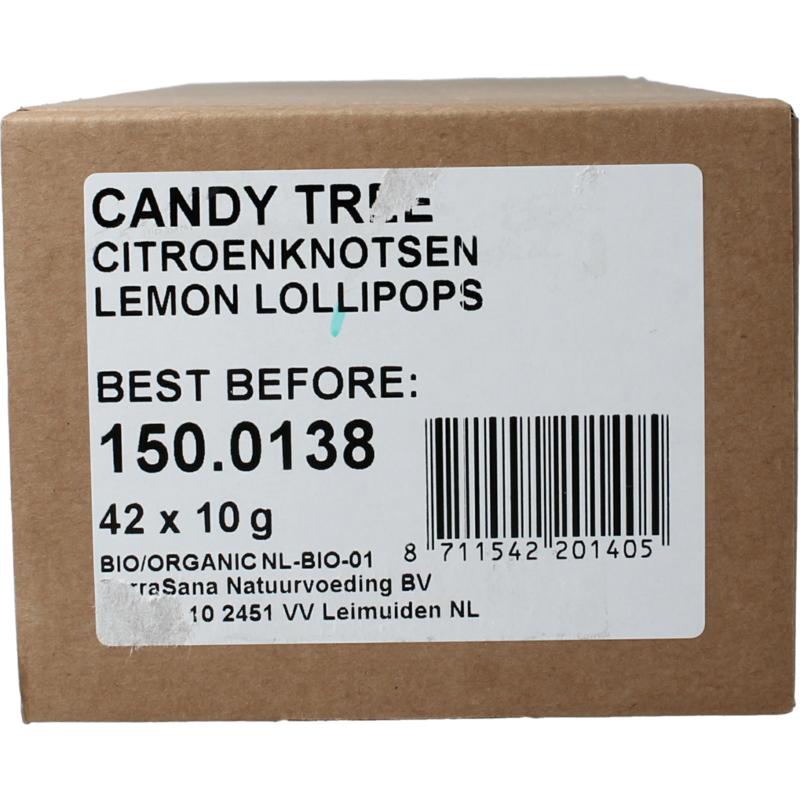 CANDY TREE
CITROENKNOTSEN
LEMON LOLLIPOPS
BEST BEFORE:
150.0138
42 x 10 g
8 711542 201405
BIO/ORGANIC NL-BIO-01
Natuurvoeding BV
10 2451 VV Leimuiden NL